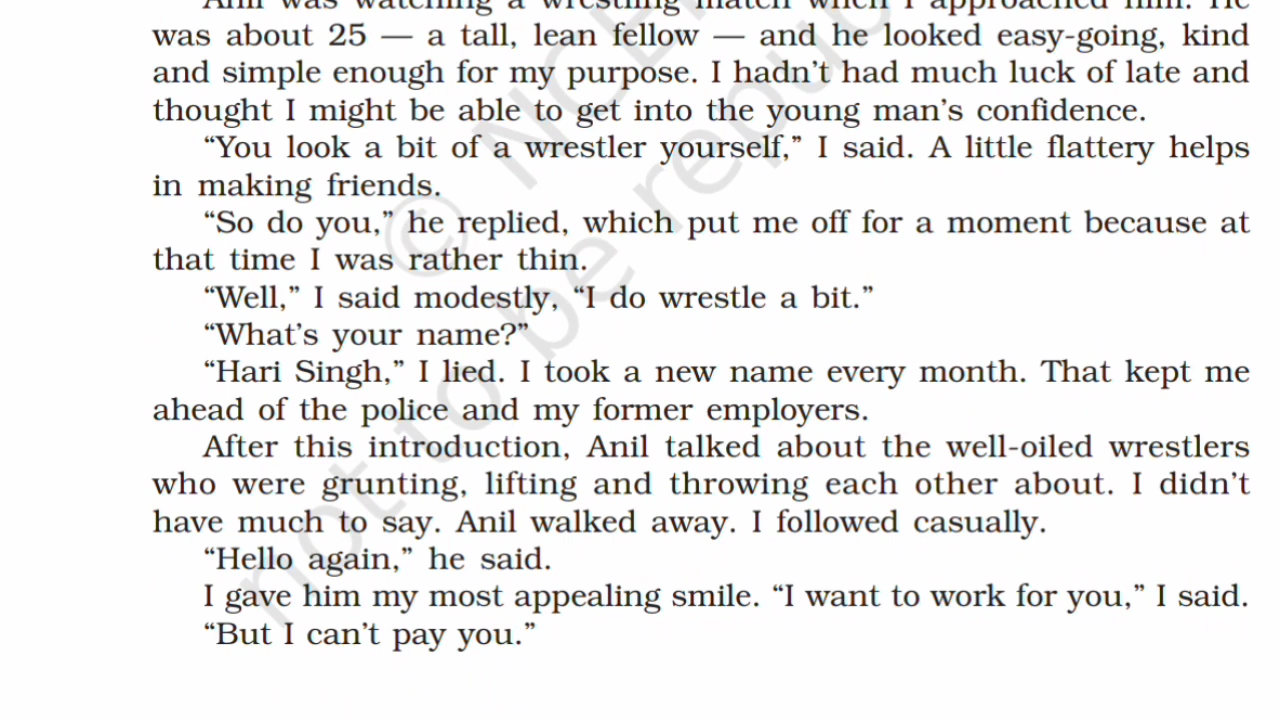 Anil was watching a wrestling match when I approached him. He
was about 25 — a tall, lean fellow — and he looked easy-going, kind
and simple enough for my purpose. I hadn’t had much luck of late and
thought I might be able to get into the young man’s confidence.
“You look a bit of a wrestler yourself,” I said. A little flattery helps
in making friends.
“So do you,” he replied, which put me off for a moment because at
that time I was rather thin.
“Well,” I said modestly, “I do wrestle a bit.”
“What’s your name?”
“Hari Singh,” I lied. I took a new name every month. That kept me
ahead of the police and my former employers.
After this introduction, Anil talked about the well-oiled wrestlers
who were grunting, lifting and throwing each other about. I didn’t
have much to say. Anil walked away. I followed casually.
“Hello again,” he said.
I gave him my most appealing smile. “I want to work for you,” I said.
“But I can’t pay you.”
© NCE
not to be repu